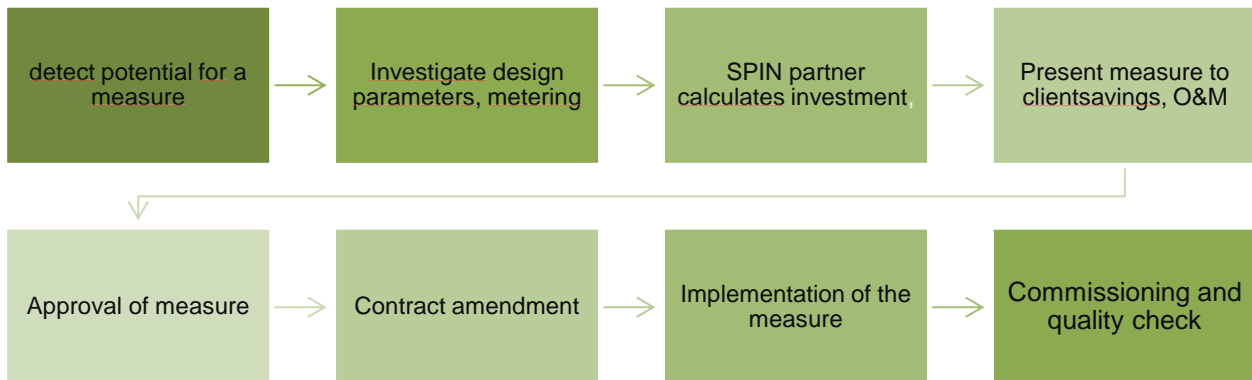 detect potential for a
measure
Investigate design
parameters, metering
SPIN partner
calculates investment,
Present measure to
clientsavings, O&M
Approval of measure
Contract amendment
Implementation of the
measure
Commissioning and
quality check